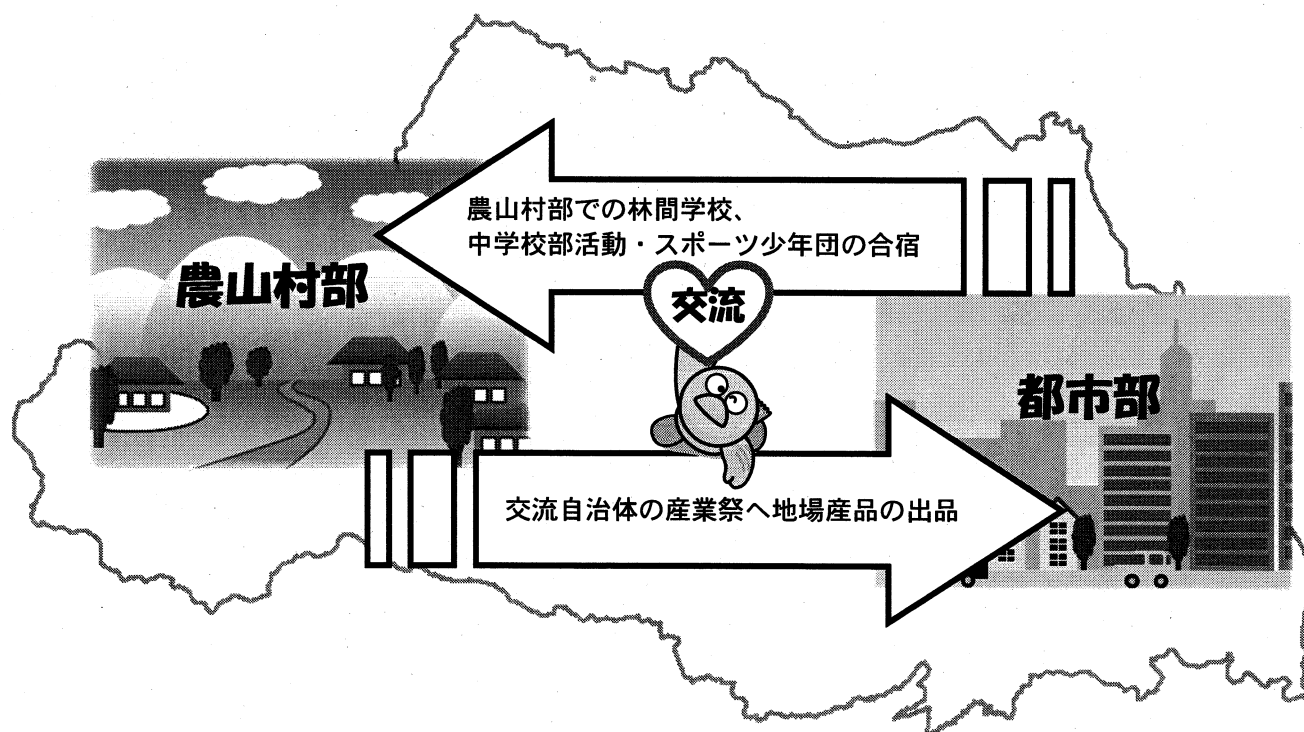 農山村部での林間学校、
中学校部活動・スポーツ少年団の合宿
農山村部
交流
都市部
交流自治体の産業祭へ地場産品の出品